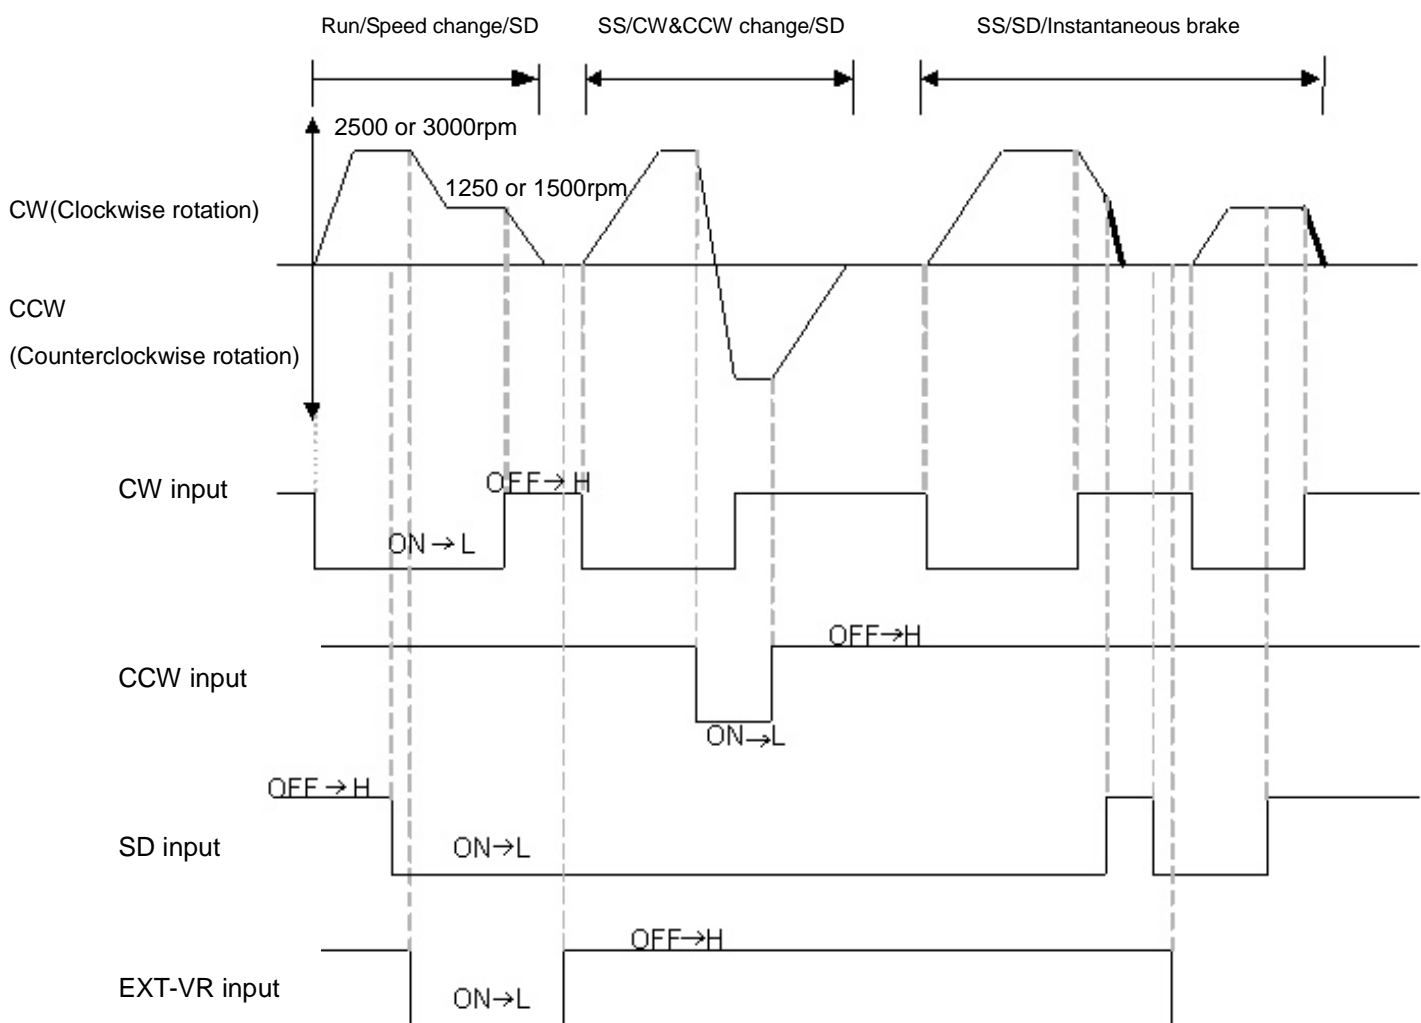 Run/Speed change/SD
SS/CW&CCW change/SD
SS/SD/Instantaneous brake
2500 or 3000rpm
1250 or 1500rpm
CW(Clockwise rotation)
CCW
(Counterclockwise rotation)
OFF→H
CW input
ON→L
OFF→H
CCW input
ON→L
OFF→H
SD input
ON→L
OFF→H
EXT-VR input
ON→L